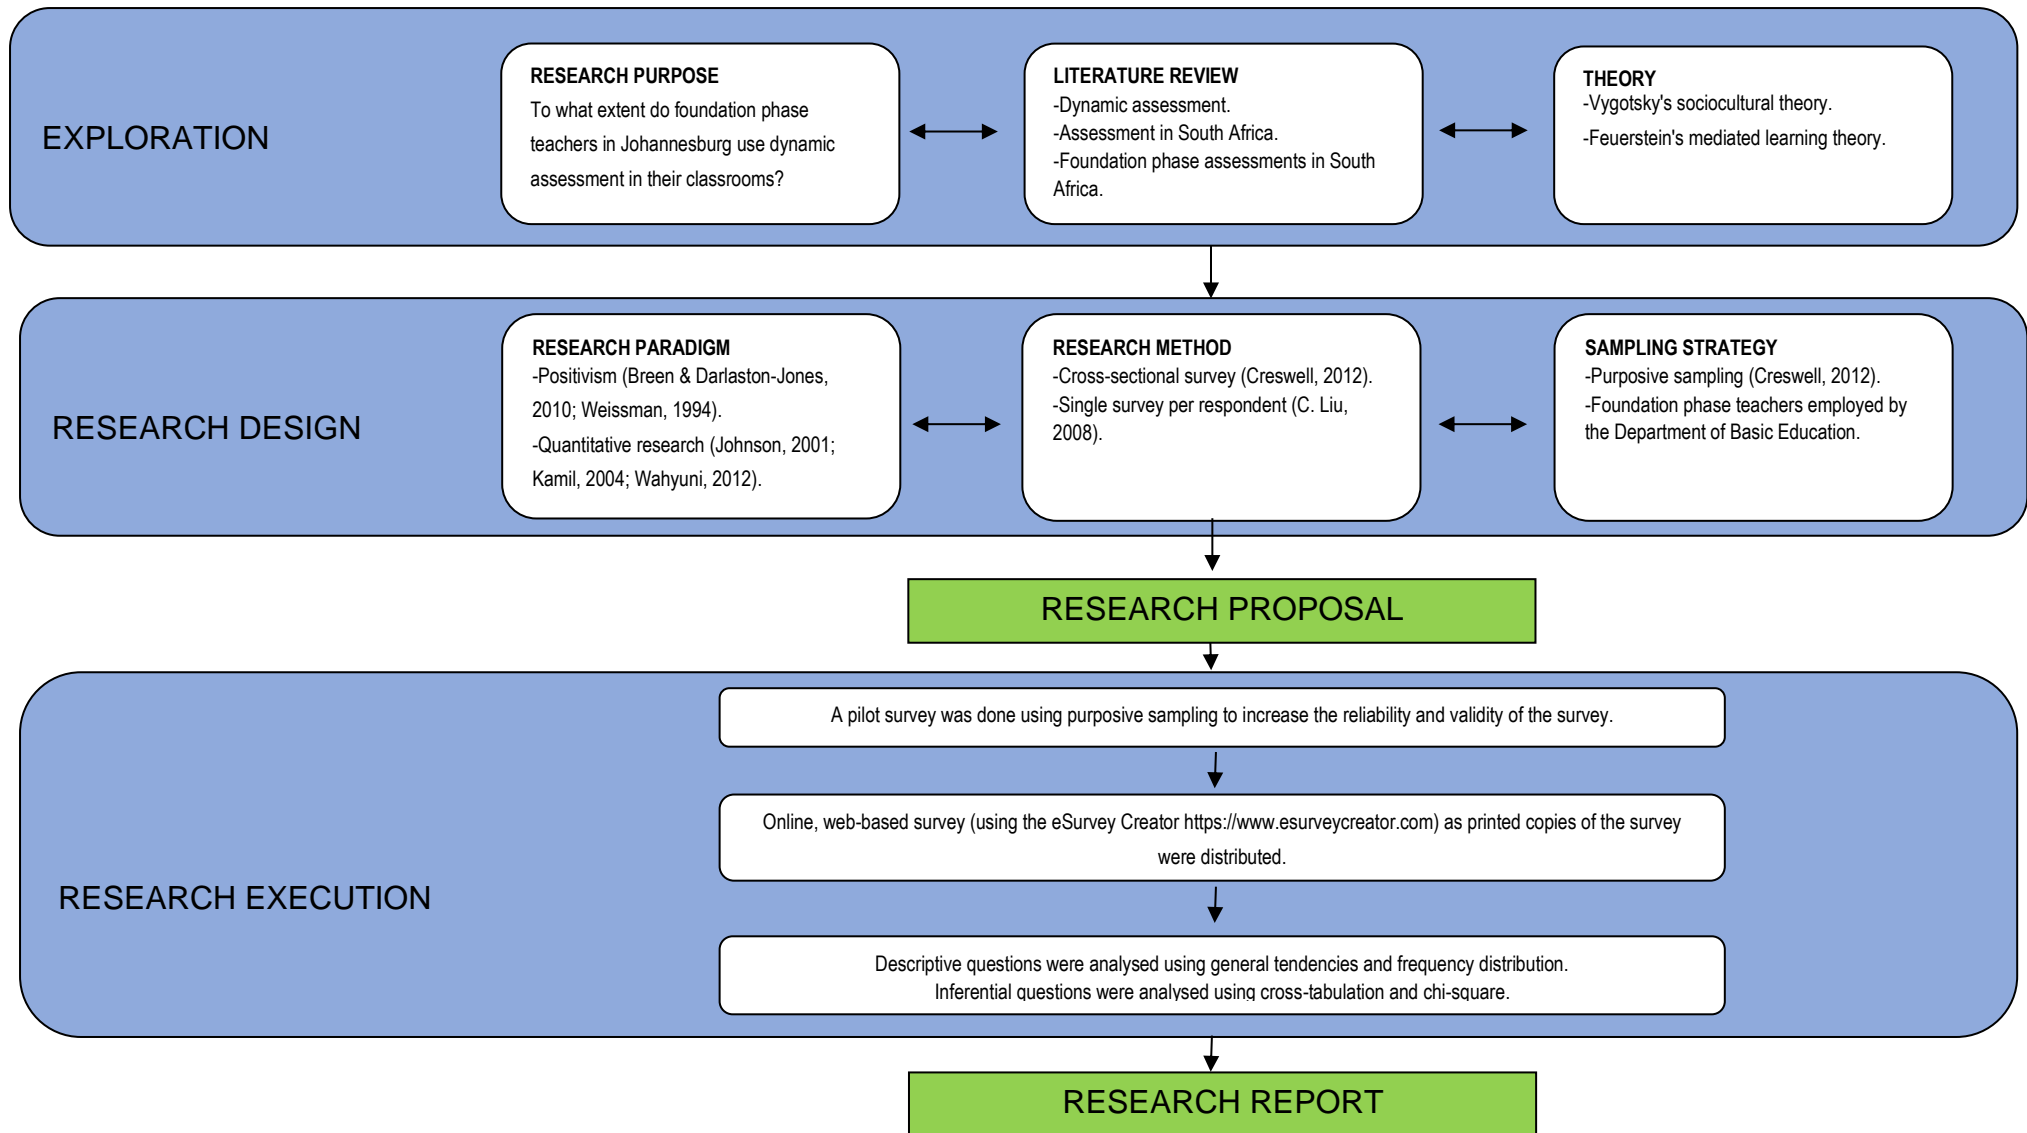 EXPLORATION
RESEARCH PURPOSE
To what extent do foundation phase
teachers in Johannesburg use dynamic
assessment in their classrooms?
LITERATURE REVIEW
-Dynamic assessment.
-Assessment in South Africa.
-Foundation phase assessments in South
Africa.
THEORY
-Vygotsky's sociocultural theory.
-Feuerstein's mediated learning theory.
RESEARCH DESIGN
RESEARCH PARADIGM
-Positivism (Breen & Darlaston-Jones,
2010; Weissman, 1994).
-Quantitative research (Johnson, 2001;
Kamil, 2004; Wahyuni, 2012).
RESEARCH METHOD
-Cross-sectional survey (Creswell, 2012).
-Single survey per respondent (C. Liu,
2008).
SAMPLING STRATEGY
-Purposive sampling (Creswell, 2012).
-Foundation phase teachers employed by
the Department of Basic Education.
RESEARCH PROPOSAL
RESEARCH EXECUTION
A pilot survey was done using purposive sampling to increase the reliability and validity of the survey.
Online, web-based survey (using the eSurvey Creator https://www.esurveycreator.com) as printed copies of the survey
were distributed.
Descriptive questions were analysed using general tendencies and frequency distribution.
Inferential questions were analysed using cross-tabulation and chi-square.
RESEARCH REPORT